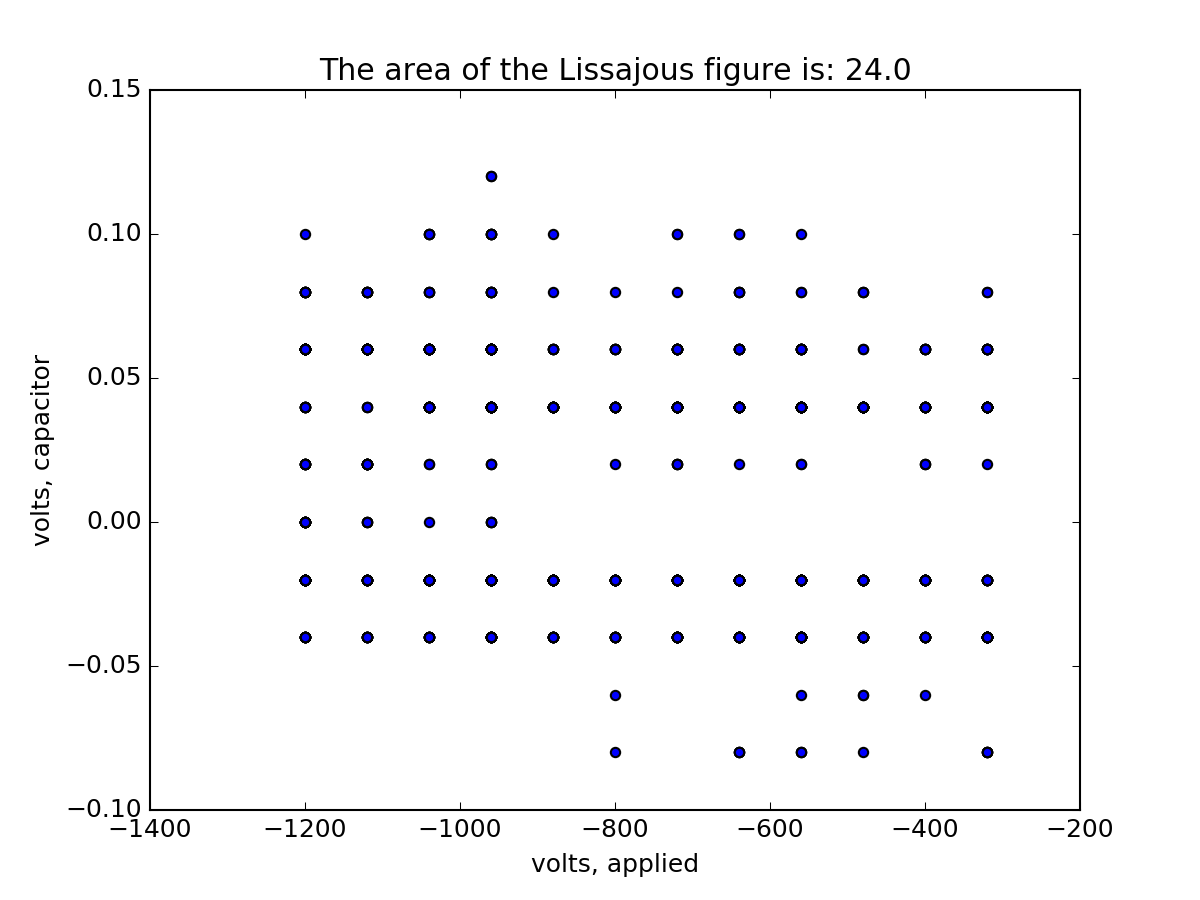 The area of the Lissajous figure is: 24.0
0.15
0.10
0.05
0.00
−0.05
−0.10
volts, capacitor
−1400 −1200 −1000 −800 −600 −400 −200
volts, applied